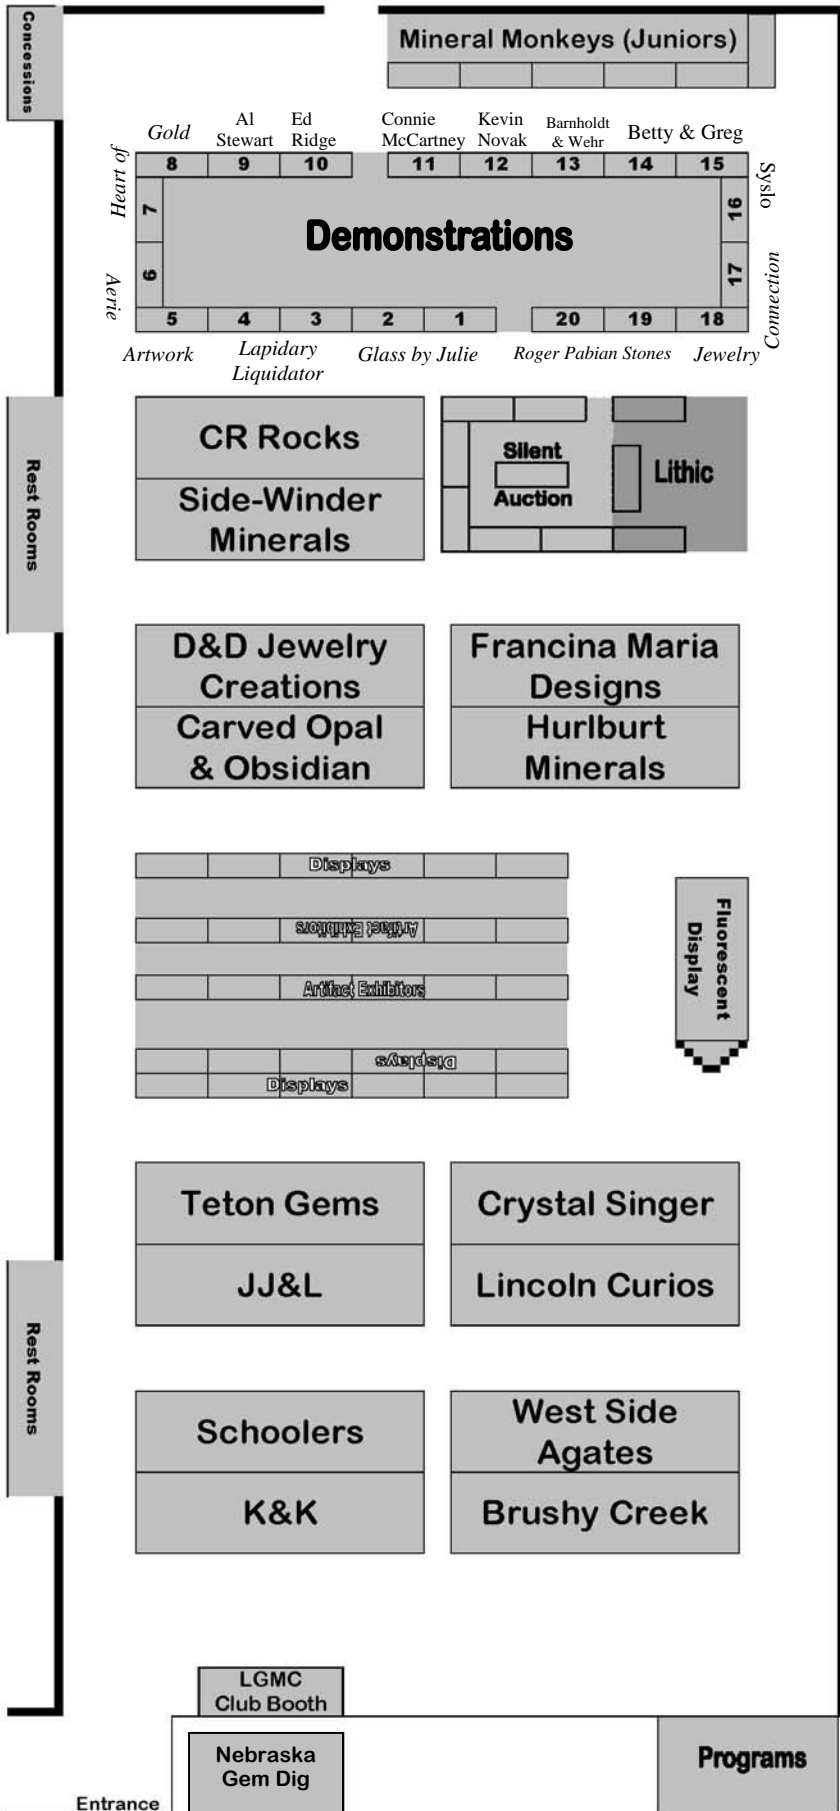 Concessions
Mineral Monkeys (Juniors)
Gold
Al
Stewart
Ed
Ridge
Connie
McCartney
Kevin
Novak
Barnholdt
& Wehr
Betty & Greg
Syslo
Heart of
8 9 10 11 12 13 14 15
7
16
Demonstrations
6
17
Aerie
Connection
5 4 3 2 1 20 19 18
Artwork
Lapidary
Liquidator
Glass by Julie
Roger Pabian Stones
Jewelry
Rest Rooms
CR Rocks
Side-Winder
Minerals
Silent
Auction
Lithic
D&D Jewelry
Creations
Carved Opal
& Obsidian
Francina Maria
Designs
Hurlburt
Minerals
Displays
Artifact Exhibitors
Artifact Exhibitors
Displays
Displays
Fluorescent
Display
Rest Rooms
Teton Gems
JJ&L
Crystal Singer
Lincoln Curios
Schoolers
K&K
West Side
Agates
Brushy Creek
LGMC
Club Booth
Nebraska
Gem Dig
Programs
Entrance